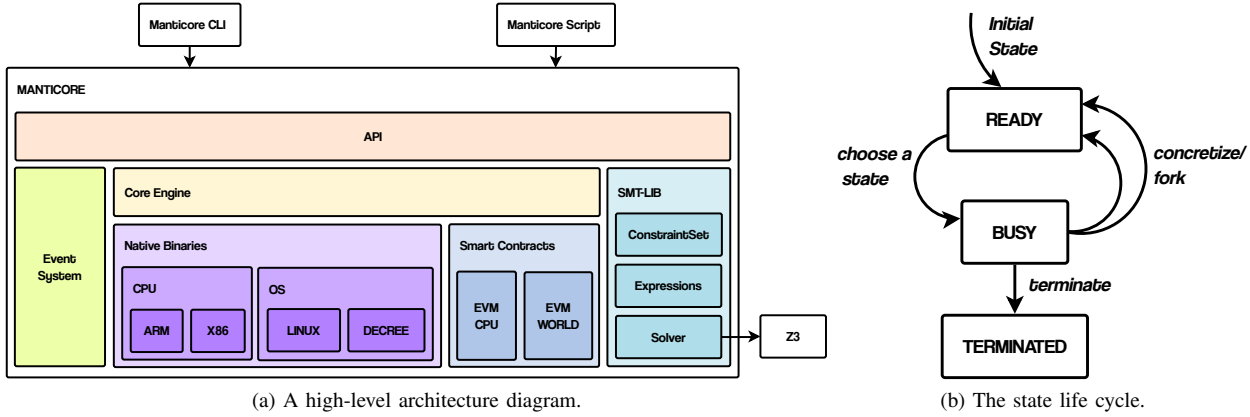 Manticore CLI
Manticore Script
MANTICORE
API
Event
System
Core Engine
Native Binaries
CPU
ARM
X86
OS
LINUX
DECREE
Smart Contracts
EVM
CPU
EVM
WORLD
SMT-LIB
ConstraintSet
Expressions
Solver
Z3
(a) A high-level architecture diagram.
Initial
State
READY
choose a
state
concretize/
fork
BUSY
terminate
TERMINATED
(b) The state life cycle.